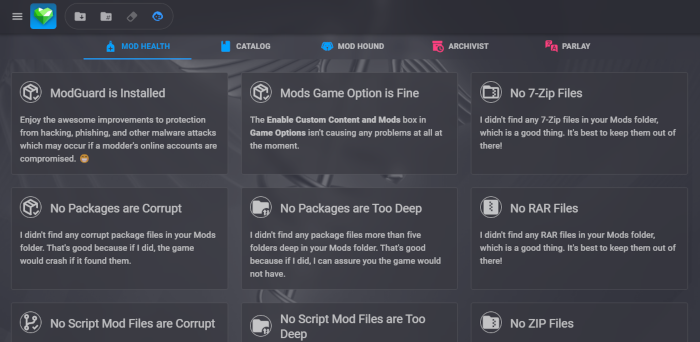 MOD HEALTH CATALOG MOD HOUND ARCHIVIST PARLAY
ModGuard is Installed
Enjoy the awesome improvements to protection
from hacking, phishing, and other malware attacks
which may occur if a modder's online accounts are
compromised.
Mods Game Option is Fine
The Enable Custom Content and Mods box in
Game Options isn't causing any problems at all at
the moment.
No 7-Zip Files
I didn't find any 7-Zip files in your Mods folder,
which is a good thing. It's best to keep them out of
there!
No Packages are Corrupt
I didn't find any corrupt package files in your Mods
folder. That's good because if I did, the game
would crash if it found them.
No Packages are Too Deep
I didn't find any package files more than five
folders deep in your Mods folder. That's good
because if I did, I can assure you the game would
not have.
No RAR Files
I didn't find any RAR files in your Mods folder,
which is a good thing. It's best to keep them out of
there!
No Script Mod Files are Corrupt
No Script Mod Files are Too
Deep
No ZIP Files